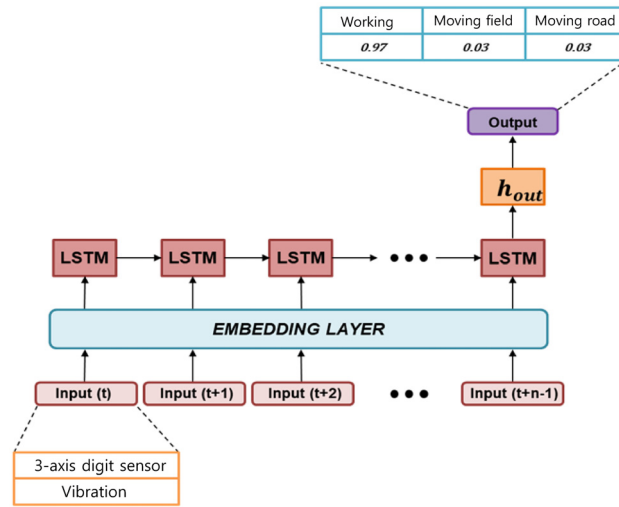 Working Moving field Moving road
0.97 0.03 0.03
Output
h_out
LSTM LSTM LSTM ••• LSTM
EMBEDDING LAYER
Input (t) Input (t+1) Input (t+2) ••• Input (t+n-1)
3-axis digit sensor
Vibration